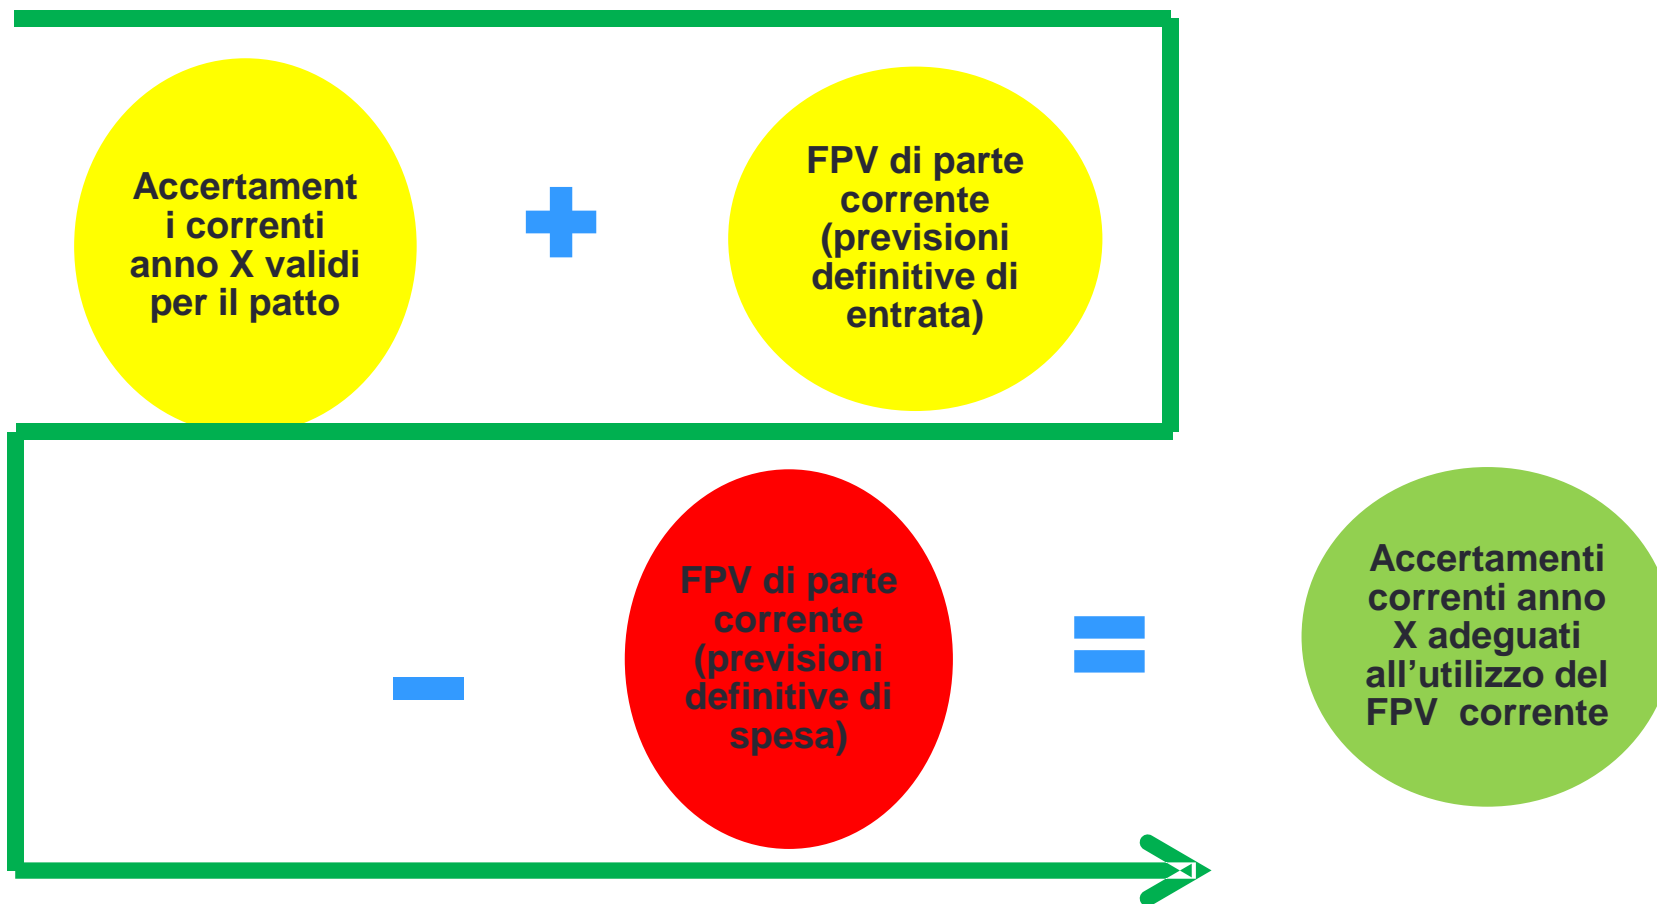 Accertament
i correnti
anno X validi
per il patto
FPV di parte
corrente
(previsioni
definitive di
entrata)
FPV di parte
corrente
(previsioni
definitive di
spesa)
Accertamenti
correnti anno
X adeguati
all’utilizzo del
FPV  corrente